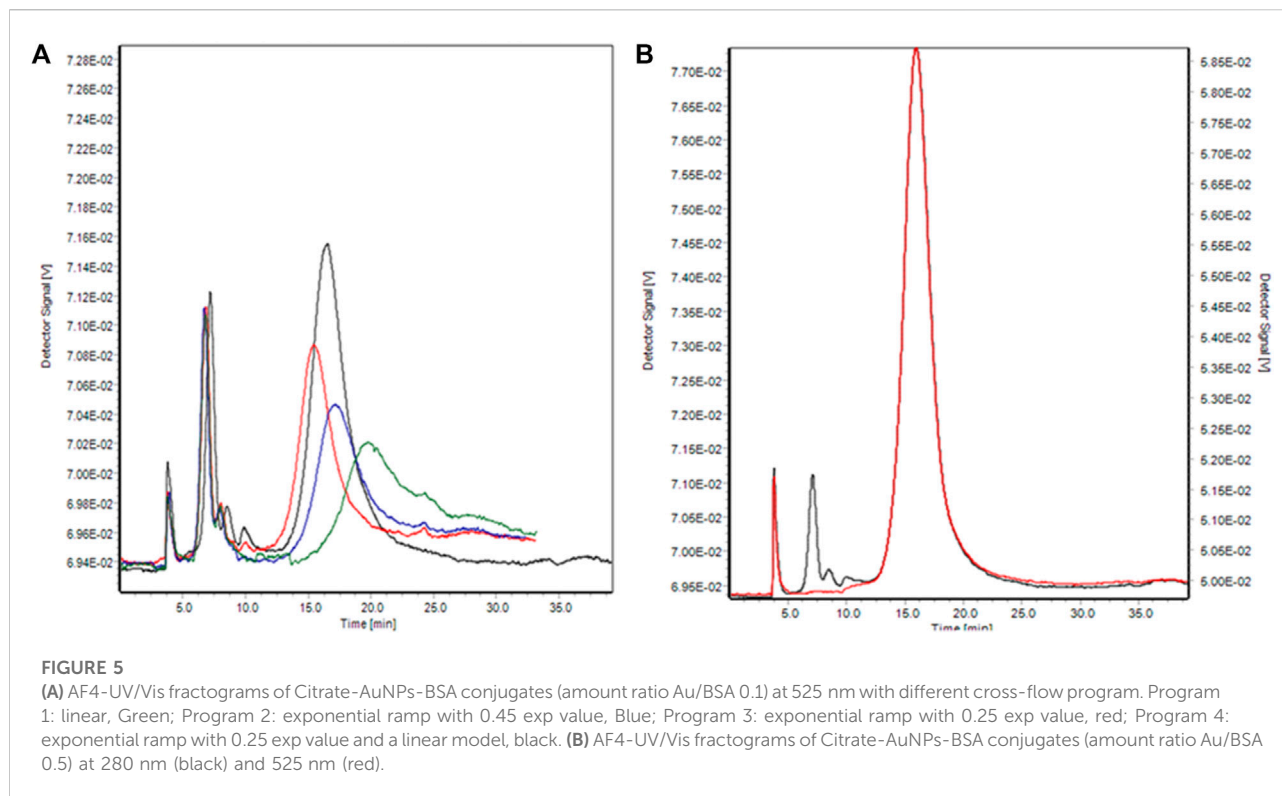 A
7.28E-02
7.26E-02
7.24E-02
7.22E-02
7.20E-02
7.18E-02
7.16E-02
7.14E-02
7.12E-02
7.10E-02
7.08E-02
7.06E-02
7.04E-02
7.02E-02
7.00E-02
6.98E-02
6.96E-02
6.94E-02
Detector Signal [V]
5.0
10.0
15.0
20.0
25.0
30.0
35.0
Time [min]
B
7.70E-02
7.65E-02
7.60E-02
7.55E-02
7.50E-02
7.45E-02
7.40E-02
7.35E-02
7.30E-02
7.25E-02
7.20E-02
7.15E-02
7.10E-02
7.05E-02
7.00E-02
6.95E-02
Detector Signal [V]
5.0
10.0
15.0
20.0
25.0
30.0
35.0
Time [min]
5.85E-02
5.80E-02
5.75E-02
5.70E-02
5.65E-02
5.60E-02
5.55E-02
5.50E-02
5.45E-02
5.40E-02
5.35E-02
5.30E-02
5.25E-02
5.20E-02
5.15E-02
5.10E-02
5.05E-02
5.00E-02
Detector Signal [V]
FIGURE 5
(A) AF4-UV/Vis fractograms of Citrate-AuNPs-BSA conjugates (amount ratio Au/BSA 0.1) at 525 nm with different cross-flow program. Program
1: linear, Green; Program 2: exponential ramp with 0.45 exp value, Blue; Program 3: exponential ramp with 0.25 exp value, red; Program 4:
exponential ramp with 0.25 exp value and a linear model, black. (B) AF4-UV/Vis fractograms of Citrate-AuNPs-BSA conjugates (amount ratio Au/BSA
0.5) at 280 nm (black) and 525 nm (red).